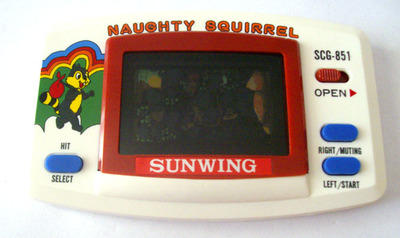 NAUGHTY SQUIRREL
SCG-851
OPEN
HIT
SELECT
SUNWING
RIGHT/MUTING
LEFT/START